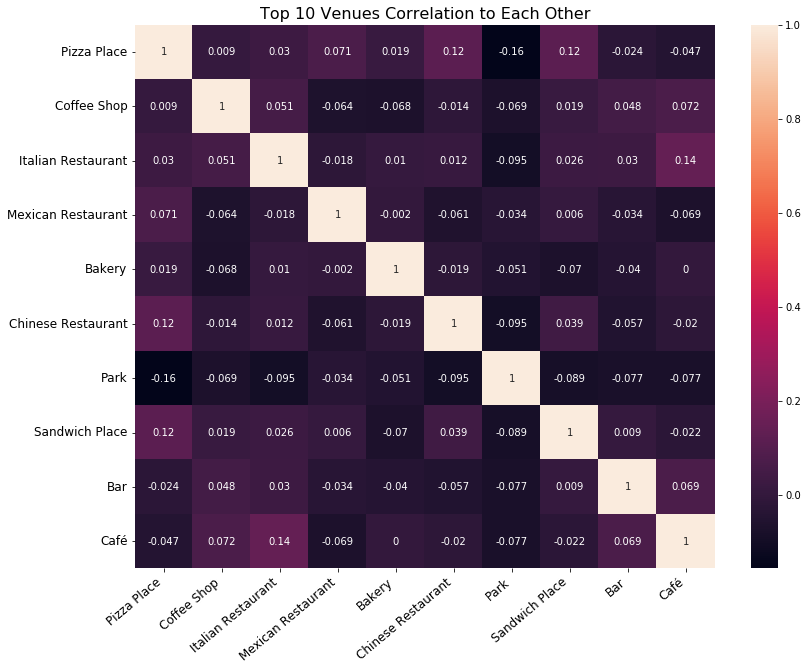 Top 10 Venues Correlation to Each Other
Pizza Place 1 0.009 0.03 0.071 0.019 0.12 -0.16 0.12 -0.024 -0.047
Coffee Shop 0.009 1 0.051 -0.064 -0.068 -0.014 -0.069 0.019 0.048 0.072
Italian Restaurant 0.03 0.051 1 -0.018 0.01 0.012 -0.095 0.026 0.03 0.14
Mexican Restaurant 0.071 -0.064 -0.018 1 -0.002 -0.061 -0.034 0.006 -0.034 -0.069
Bakery 0.019 -0.068 0.01 -0.002 1 -0.019 -0.051 -0.07 -0.04 0
Chinese Restaurant 0.12 -0.014 0.012 -0.061 -0.019 1 -0.095 0.039 -0.057 -0.02
Park -0.16 -0.069 -0.095 -0.034 -0.051 -0.095 1 -0.089 -0.077 -0.077
Sandwich Place 0.12 0.019 0.026 0.006 -0.07 0.039 -0.089 1 0.009 -0.022
Bar -0.024 0.048 0.03 -0.034 -0.04 -0.057 -0.077 0.009 1 0.069
Café -0.047 0.072 0.14 -0.069 0 -0.02 -0.077 -0.022 0.069 1
Pizza Place
Coffee Shop
Italian Restaurant
Mexican Restaurant
Bakery
Chinese Restaurant
Park
Sandwich Place
Bar
Café
1.0
0.8
0.6
0.4
0.2
0.0